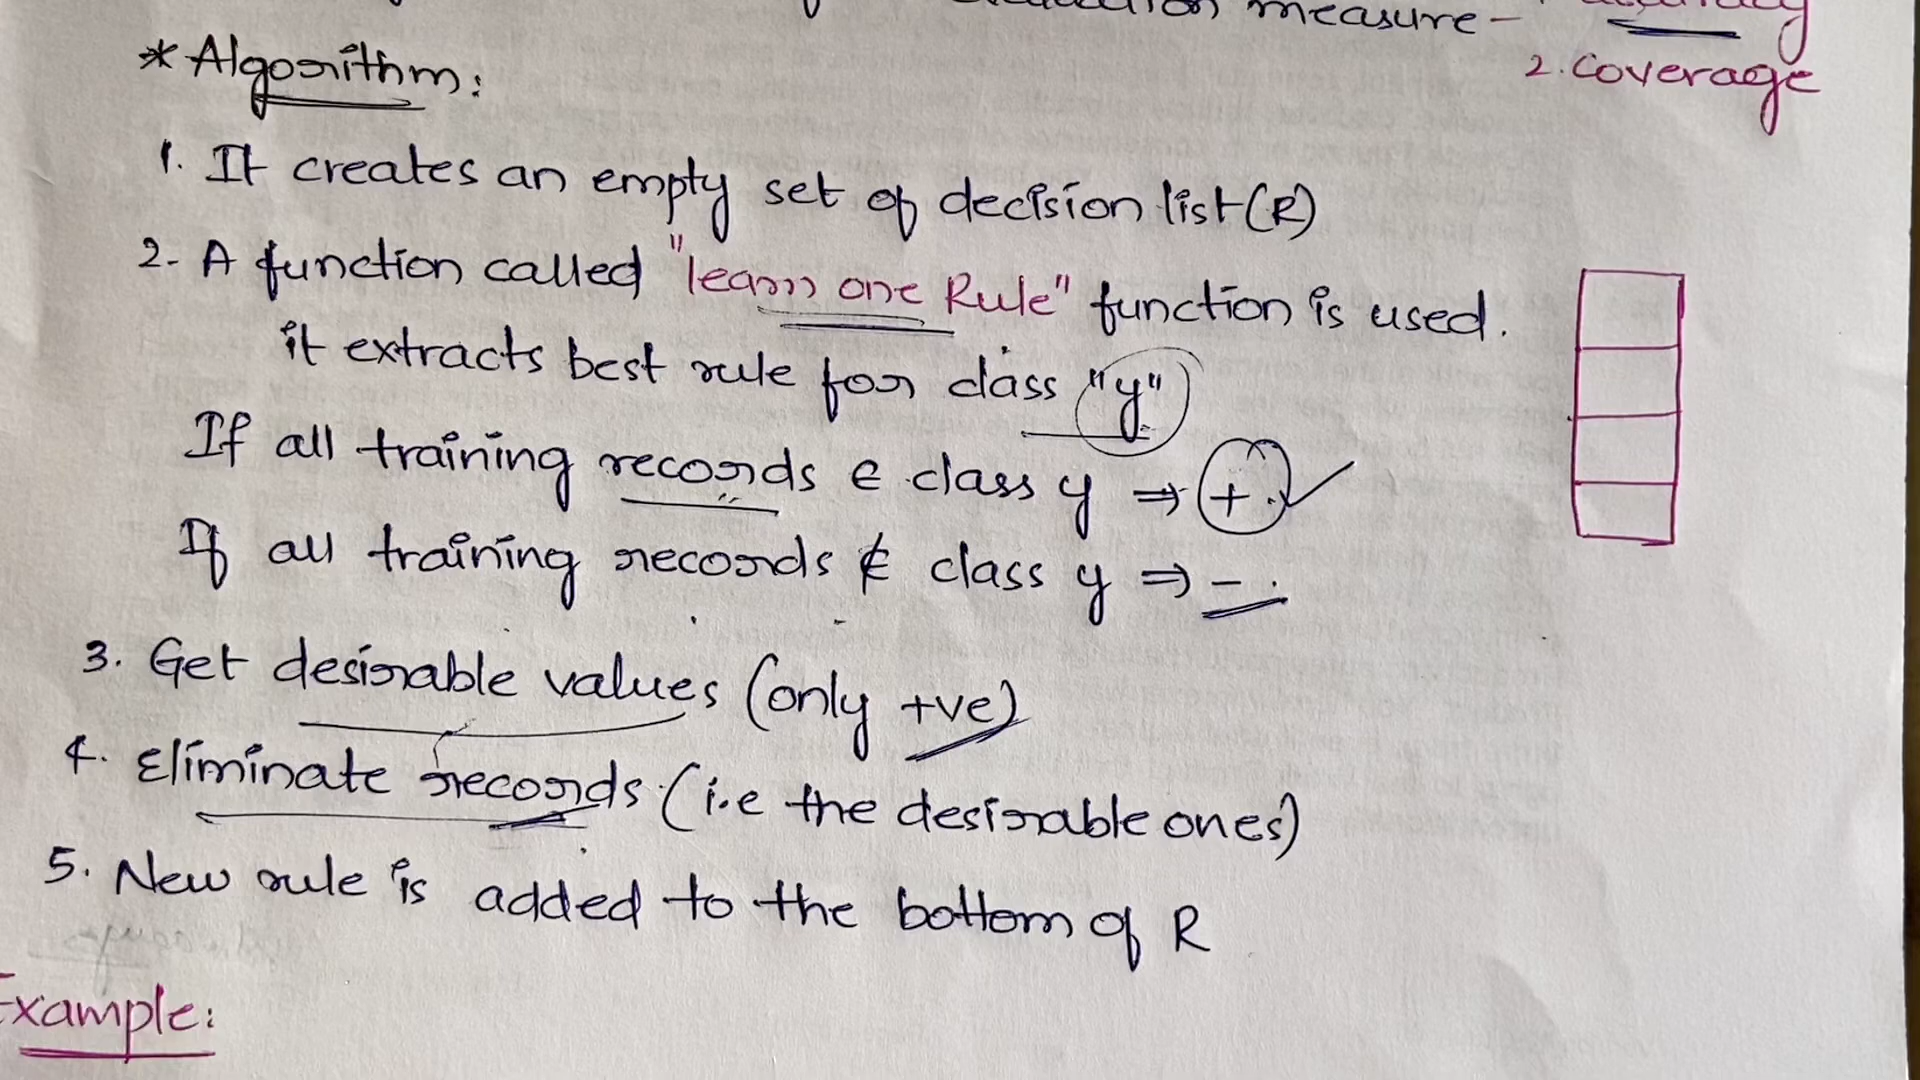 measure -
2. Coverage
* Algorithm:
1. It creates an empty set of decision list (R)
2. A function called "learn one Rule" function is used.
it extracts best rule for class "y"
If all training records ∈ class y ⇒ + ✓
If all training records ∉ class y ⇒ - .
3. Get desirable values (only +ve)
4. Eliminate records (i.e the desirable ones)
5. New rule is added to the bottom of R
Example: